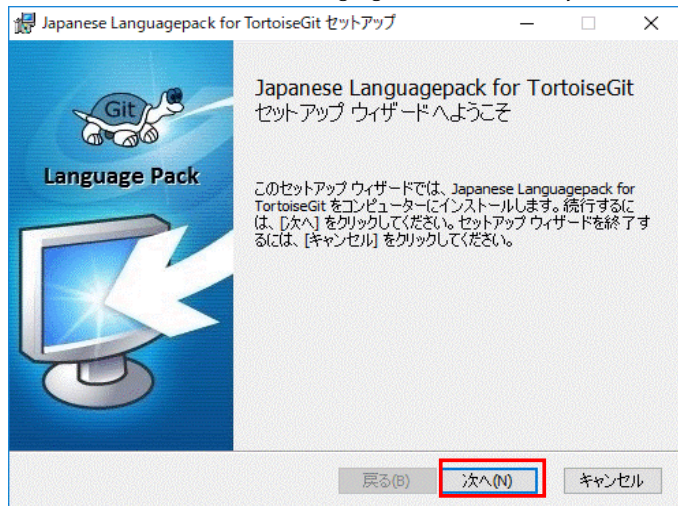 Japanese Languagepack for TortoiseGit セットアップ
Git
Language Pack
Japanese Languagepack for TortoiseGit
セットアップ ウィザードへようこそ
このセットアップ ウィザードでは、Japanese Languagepack for
TortoiseGit をコンピューターにインストールします。続行するに
は、[次へ] をクリックしてください。セットアップ ウィザードを終了す
るには、[キャンセル] をクリックしてください。
戻る(B)
次へ(N)
キャンセル